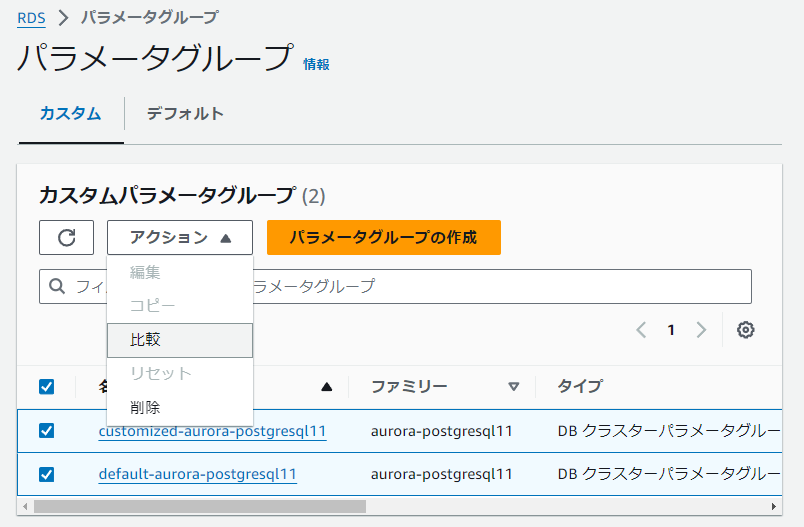 RDS > パラメータグループ
パラメータグループ 情報
カスタム デフォルト
カスタムパラメータグループ (2)
アクション ▲ パラメータグループの作成
編集
フィ パラメータグループ
コピー
1
比較
リセット
ファミリー タイプ
削除
customized-aurora-postgresql11 aurora-postgresql11 DB クラスターパラメータグルー
default-aurora-postgresql11 aurora-postgresql11 DB クラスターパラメータグルー